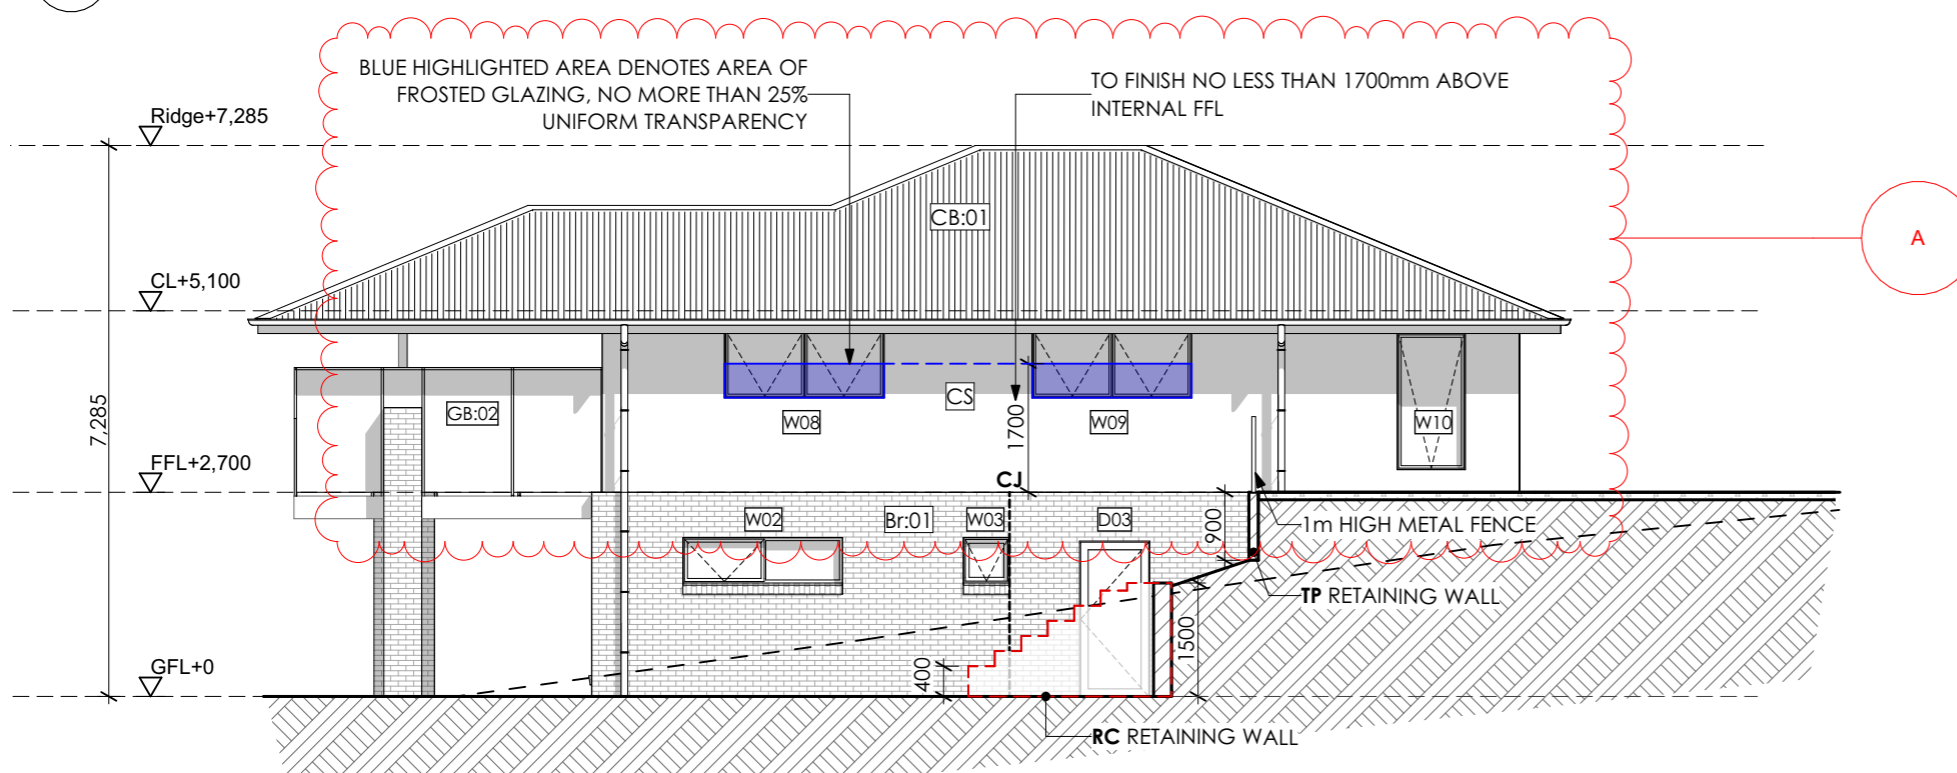 BLUE HIGHLIGHTED AREA DENOTES AREA OF
FROSTED GLAZING, NO MORE THAN 25%
UNIFORM TRANSPARENCY
TO FINISH NO LESS THAN 1700mm ABOVE
INTERNAL FFL
Ridge+7,285
CB:01
A
CL+5,100
7,285
GB:02
W08
CS
1700
W09
W10
FFL+2,700
CJ
W02
Br:01
W03
D03
900
1m HIGH METAL FENCE
TP RETAINING WALL
GFL+0
400
1500
RC RETAINING WALL